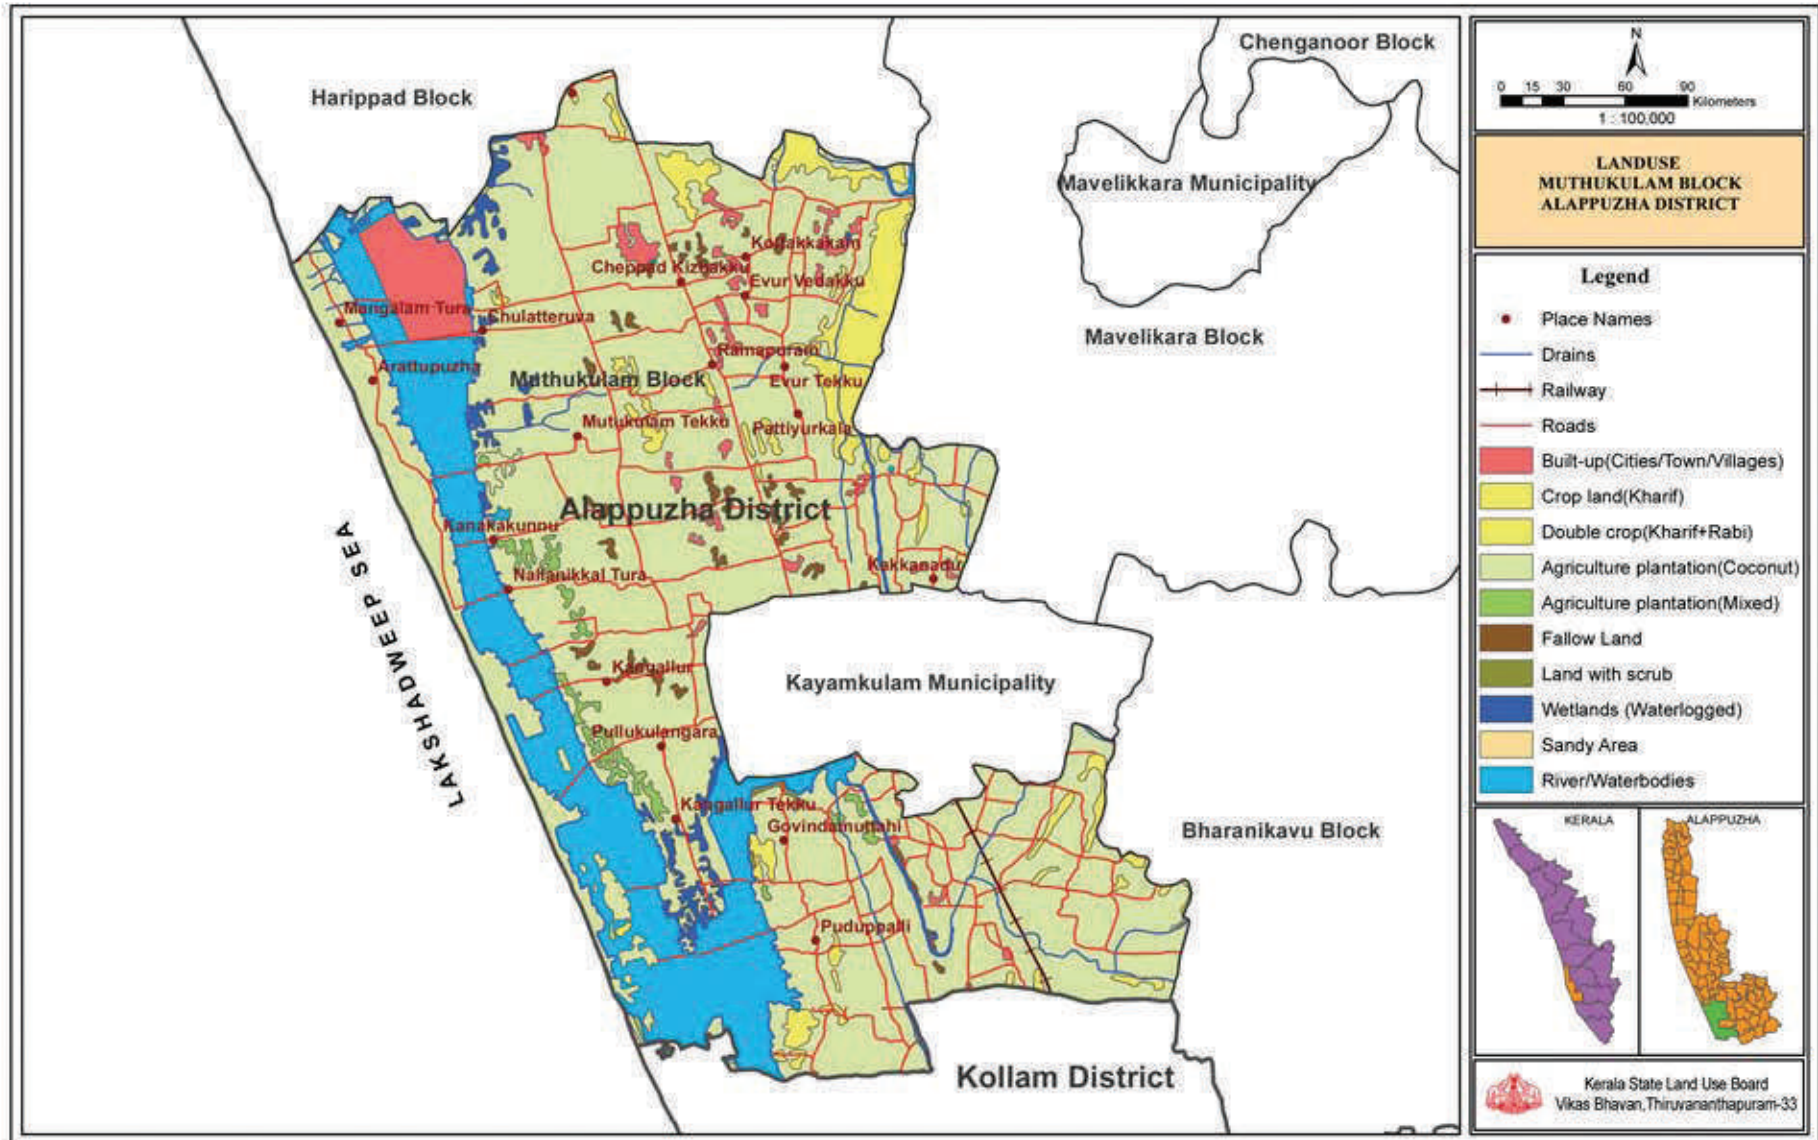 Harippad Block
Chenganoor Block
Mavelikkara Municipality
Mavelikara Block
Kottakkakam
Cheppad Kizhakku
Evur Vedakku
Mangalam Tura
Chulatteruva
Ramapuram
Arattupuzha
Muthukulam Block
Evur Tekku
Mutukulam Tekku
Pattiyurkala
Alappuzha District
Kanakakunnu
Kakkanadu
Nallanikkal Tura
LAKSHADWEEP SEA
Kangallur
Kayamkulam Municipality
Pullukulangara
Kangallur Tekku
Govindamuttahi
Bharanikavu Block
Puduppalli
Kollam District
N
0 15 30 60 90
Kilometers
1 : 100,000
LANDUSE
MUTHUKULAM BLOCK
ALAPPUZHA DISTRICT
Legend
Place Names
Drains
Railway
Roads
Built-up(Cities/Town/Villages)
Crop land(Kharif)
Double crop(Kharif+Rabi)
Agriculture plantation(Coconut)
Agriculture plantation(Mixed)
Fallow Land
Land with scrub
Wetlands (Waterlogged)
Sandy Area
River/Waterbodies
KERALA
ALAPPUZHA
Kerala State Land Use Board
Vikas Bhavan,Thiruvananthapuram-33